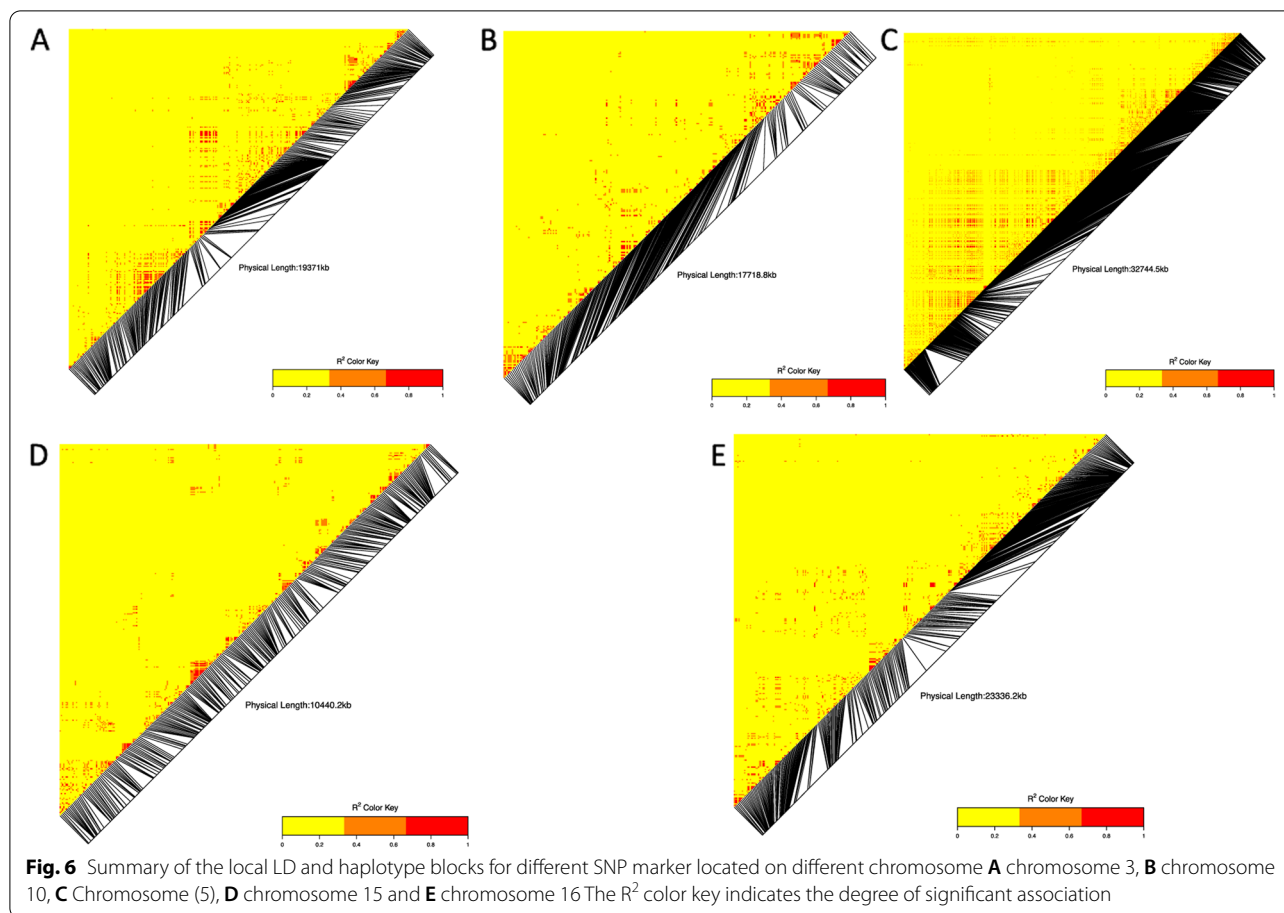 A
B
C
Physical Length:19371kb
Physical Length:17718.8kb
Physical Length:32744.5kb
R² Color Key
0 0.2 0.4 0.6 0.8 1
R² Color Key
0 0.2 0.4 0.6 0.8 1
R² Color Key
0 0.2 0.4 0.6 0.8 1
D
E
Physical Length:10440.2kb
Physical Length:23336.2kb
R² Color Key
0 0.2 0.4 0.6 0.8 1
R² Color Key
0 0.2 0.4 0.6 0.8 1
Fig. 6 Summary of the local LD and haplotype blocks for different SNP marker located on different chromosome A chromosome 3, B chromosome
10, C Chromosome (5), D chromosome 15 and E chromosome 16 The R² color key indicates the degree of significant association